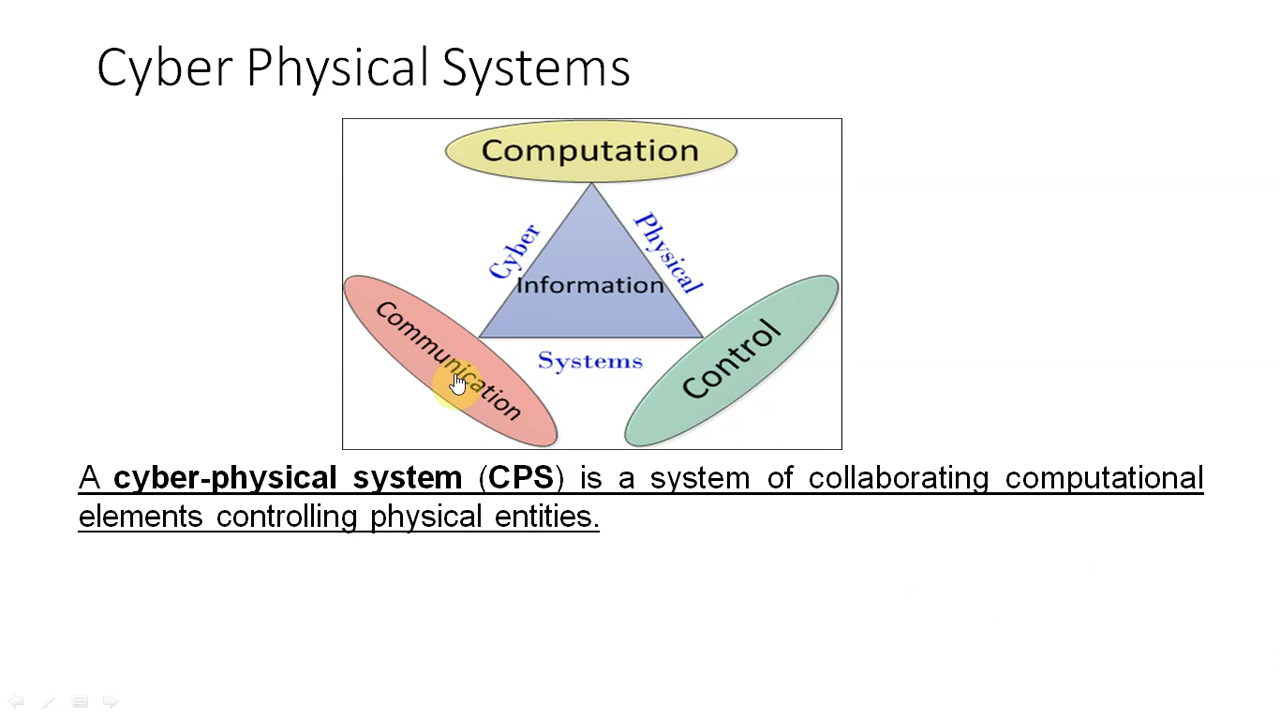 Cyber Physical Systems
Computation
Cyber
Physical
Information
Communication
Systems
Control
A cyber-physical system (CPS) is a system of collaborating computational
elements controlling physical entities.